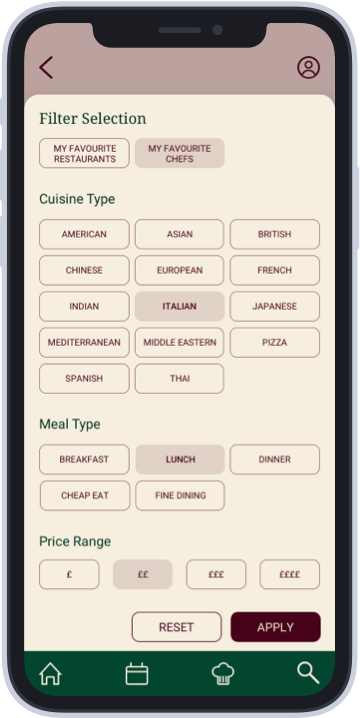 Filter Selection
MY FAVOURITE
RESTAURANTS
MY FAVOURITE
CHEFS
Cuisine Type
AMERICAN
ASIAN
BRITISH
CHINESE
EUROPEAN
FRENCH
INDIAN
ITALIAN
JAPANESE
MEDITERRANEAN
MIDDLE EASTERN
PIZZA
SPANISH
THAI
Meal Type
BREAKFAST
LUNCH
DINNER
CHEAP EAT
FINE DINING
Price Range
£
££
£££
££££
RESET
APPLY